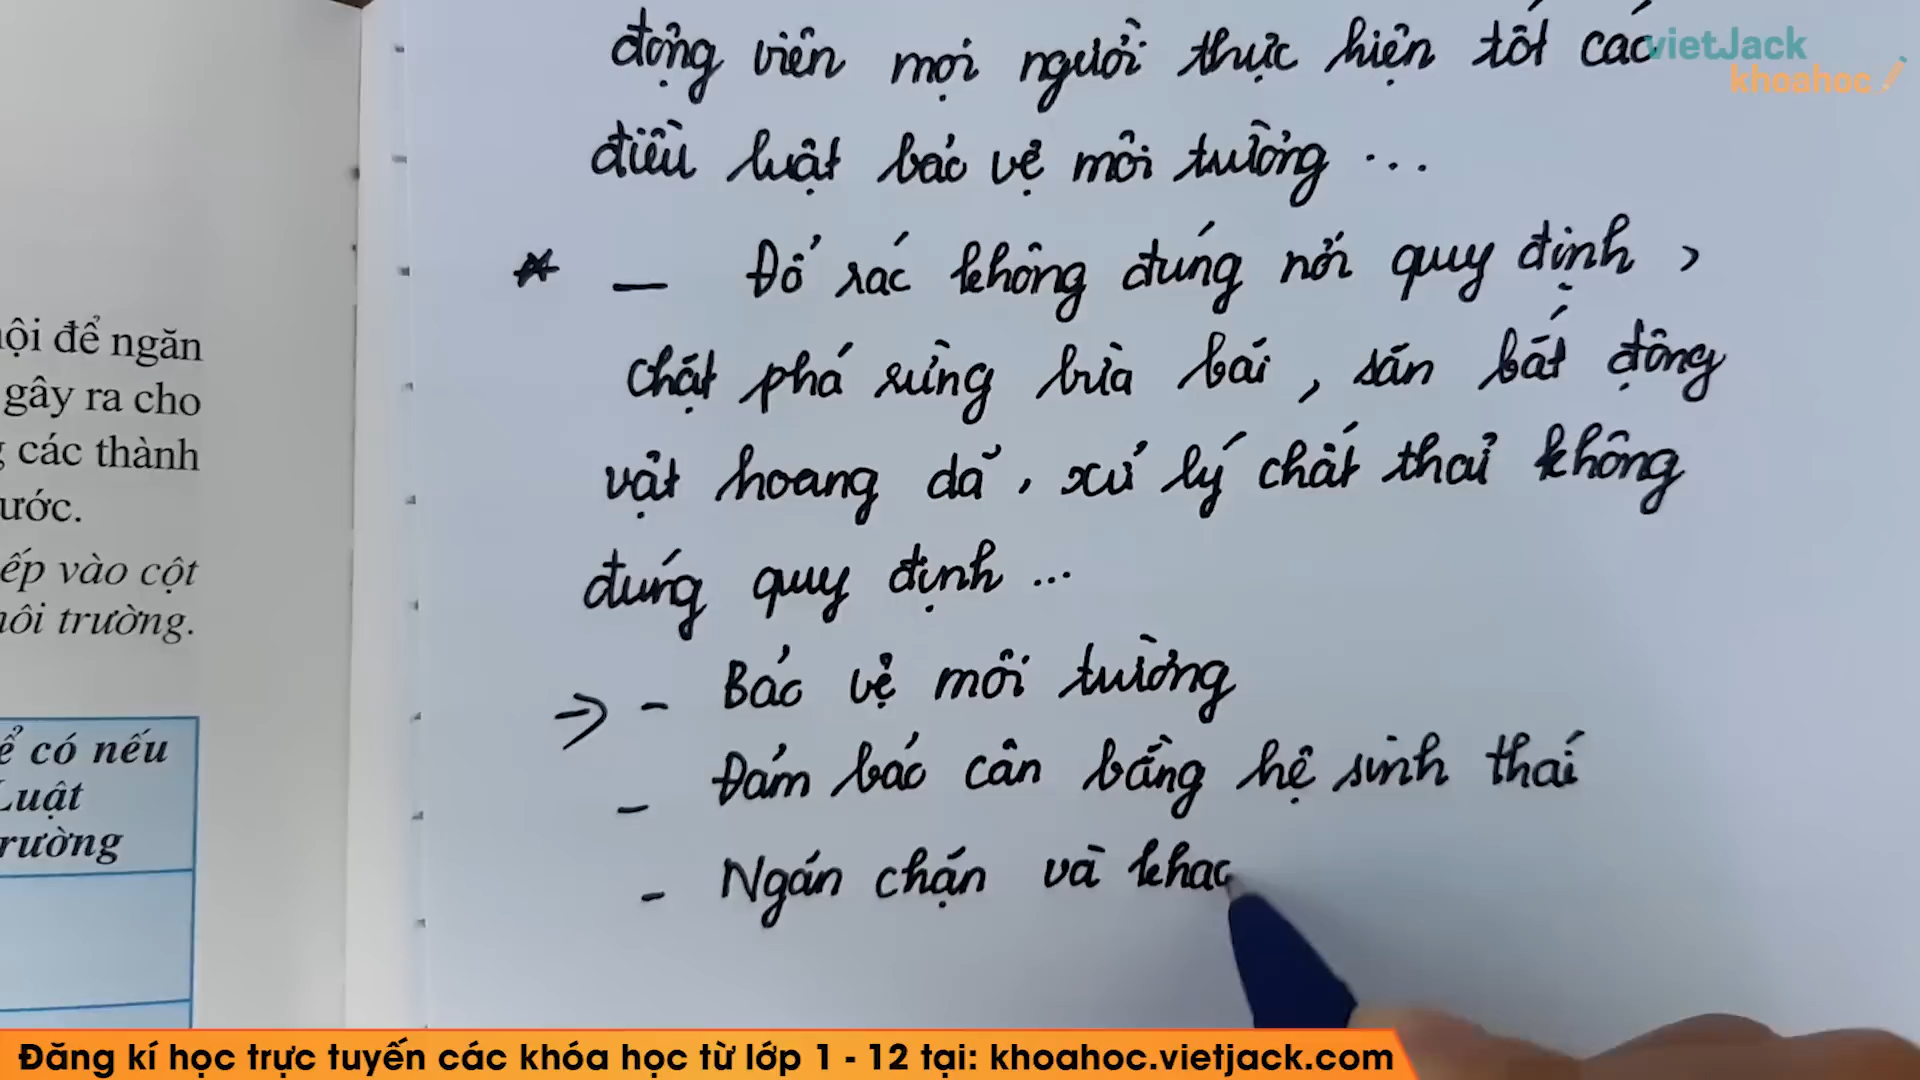 động viên mọi người thực hiện tốt các
vietJack
khoahoc
điều luật bảo vệ môi trường ...
* - Đổ rác không đúng nơi quy định,
chặt phá rừng bừa bãi, săn bắt động
vật hoang dã, xử lý chất thải không
đúng quy định ...
→ - Bảo vệ môi trường
- Đảm bảo cân bằng hệ sinh thái
- Ngăn chặn và khac
ội để ngăn
gây ra cho
các thành
ước.
ếp vào cột
ôi trường.
ể có nếu
Luật
rường
Đăng kí học trực tuyến các khóa học từ lớp 1 - 12 tại: khoahoc.vietjack.com